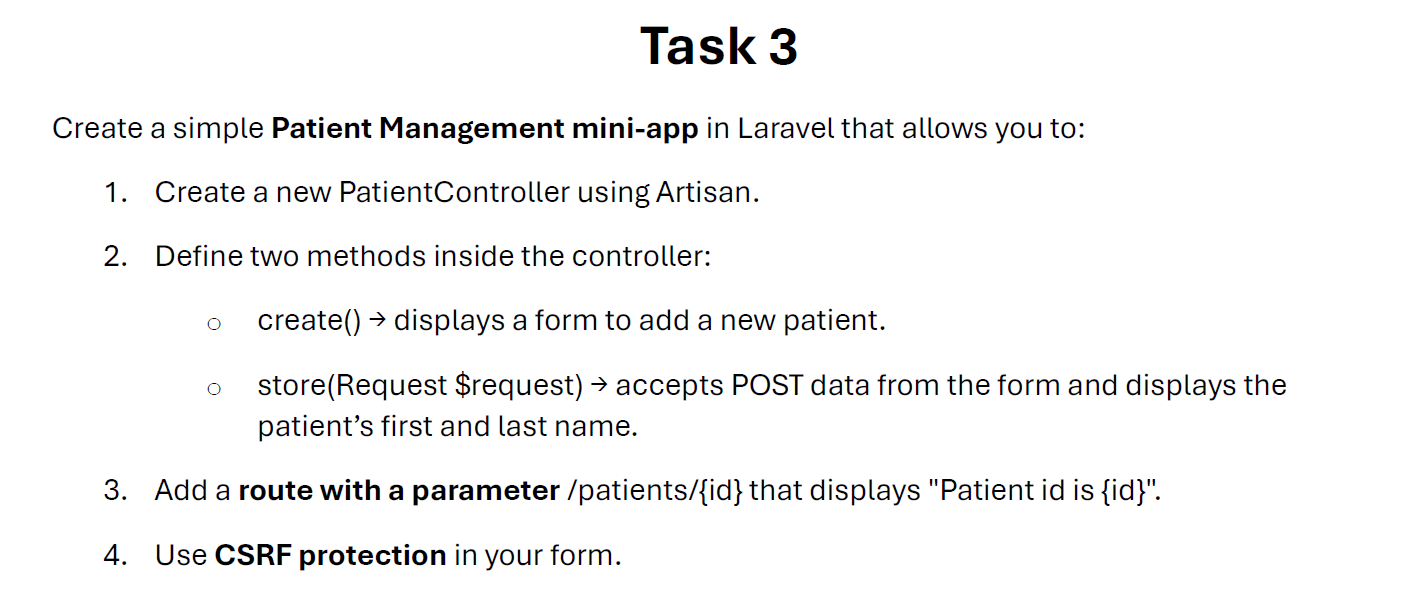 Task 3
Create a simple Patient Management mini-app in Laravel that allows you to:
1. Create a new PatientController using Artisan.
2. Define two methods inside the controller:
○ create() → displays a form to add a new patient.
○ store(Request $request) → accepts POST data from the form and displays the
patient’s first and last name.
3. Add a route with a parameter /patients/{id} that displays "Patient id is {id}".
4. Use CSRF protection in your form.